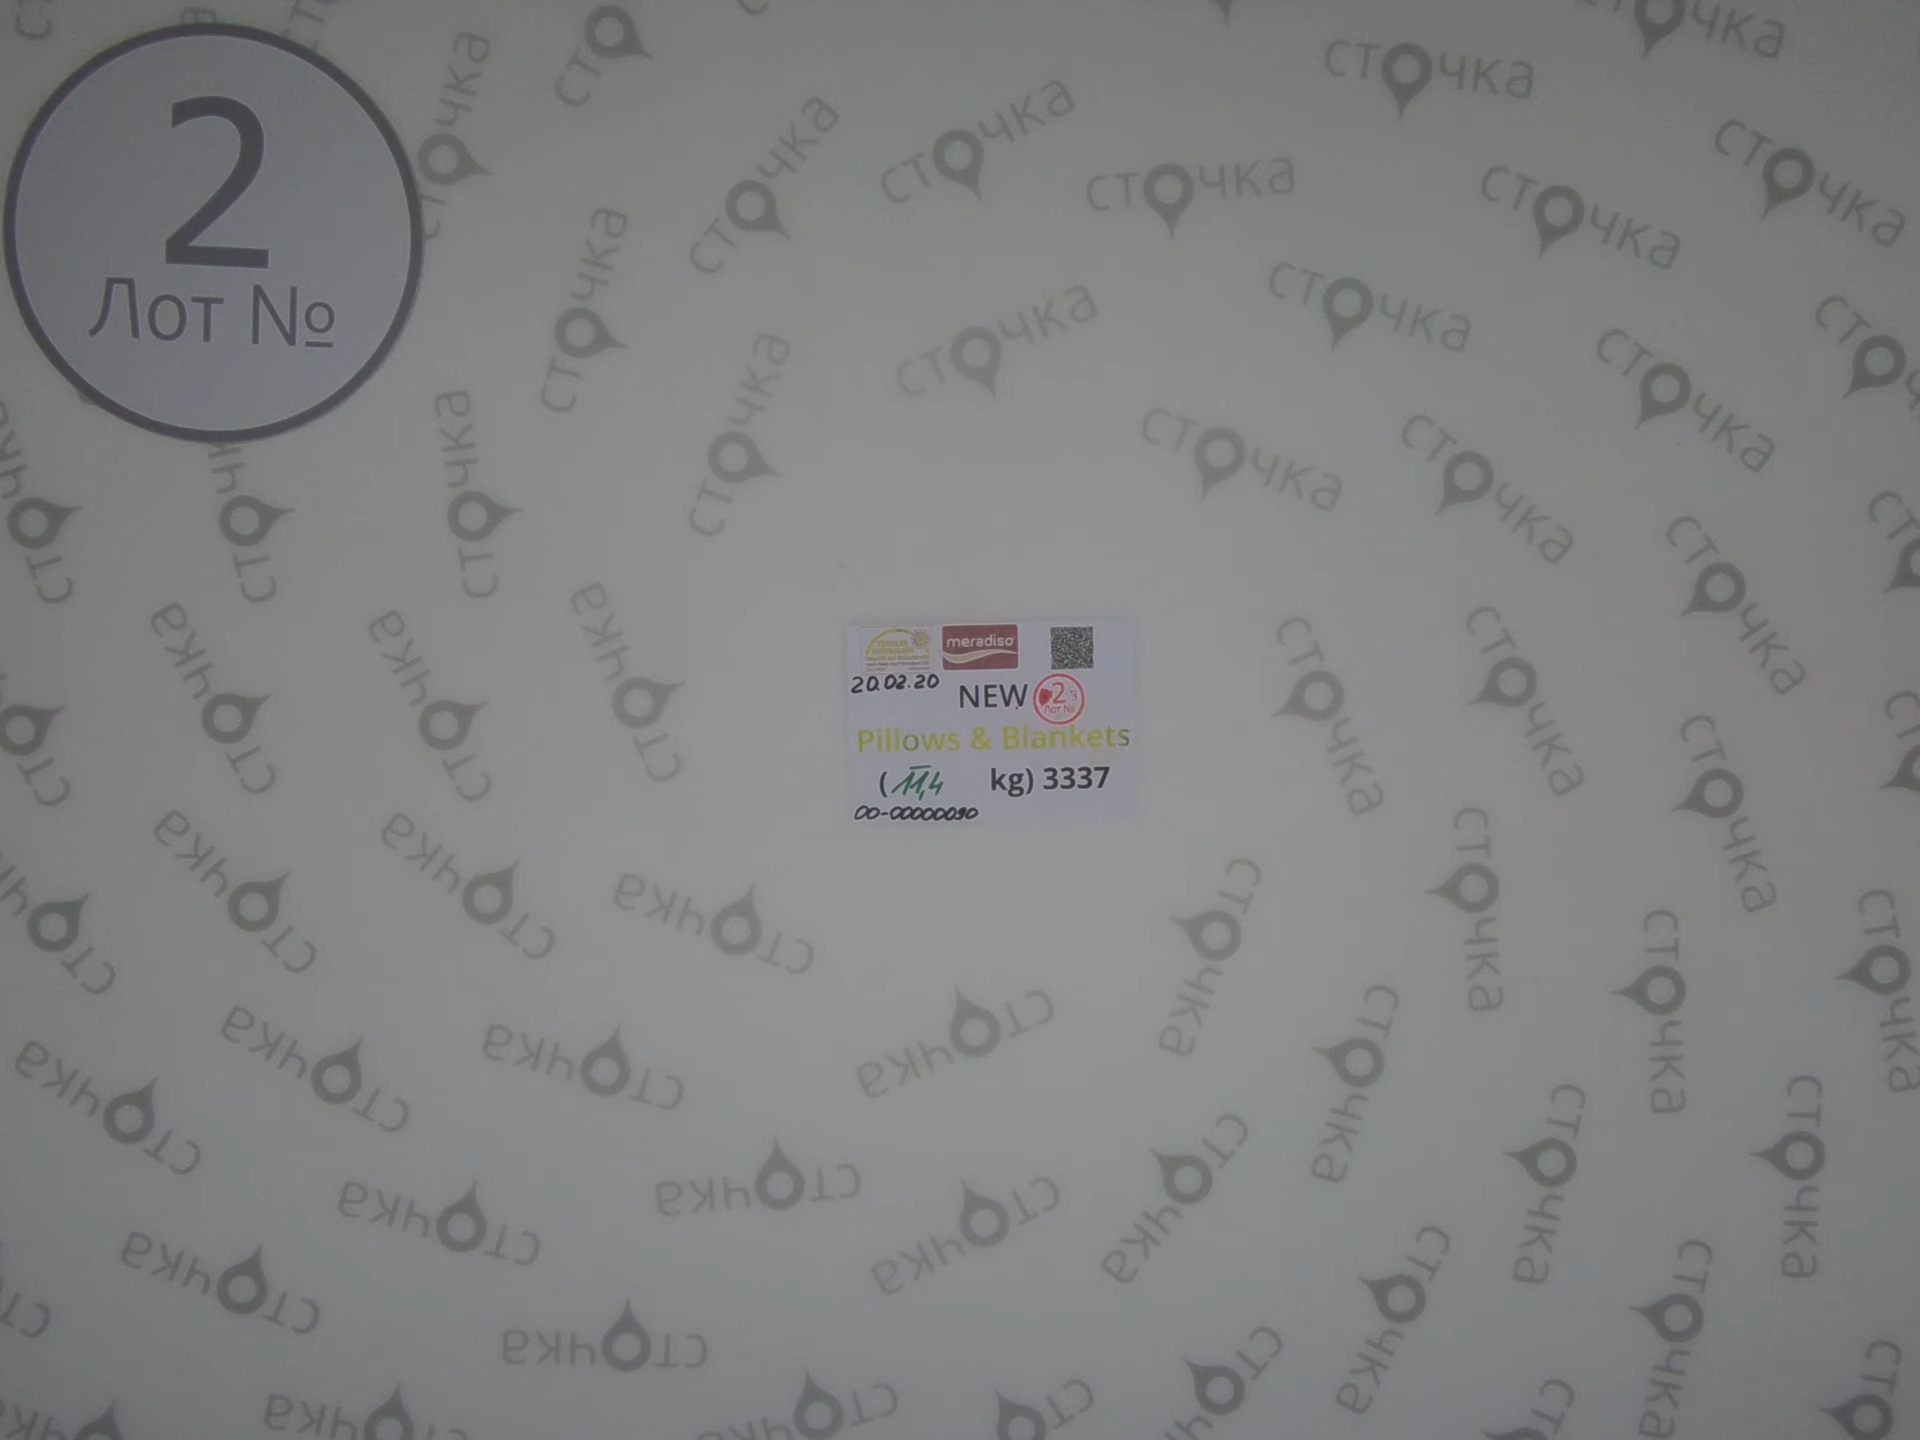 2
Лот №
сточка
meradiso
20.02.20
NEW
2
Лот №
Pillows & Blankets
(11,4 kg) 3337
00-00000090